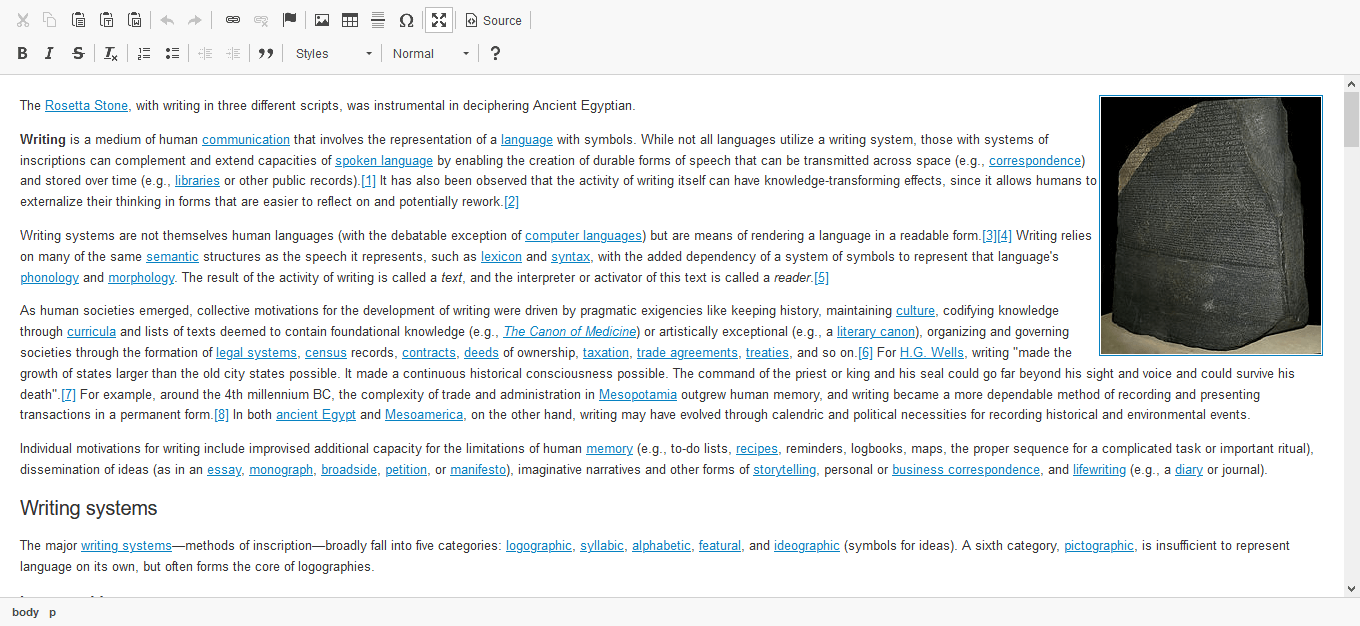 Source
Styles Normal ?
The Rosetta Stone, with writing in three different scripts, was instrumental in deciphering Ancient Egyptian.
Writing is a medium of human communication that involves the representation of a language with symbols. While not all languages utilize a writing system, those with systems of
inscriptions can complement and extend capacities of spoken language by enabling the creation of durable forms of speech that can be transmitted across space (e.g., correspondence)
and stored over time (e.g., libraries or other public records).[1] It has also been observed that the activity of writing itself can have knowledge-transforming effects, since it allows humans to
externalize their thinking in forms that are easier to reflect on and potentially rework.[2]
Writing systems are not themselves human languages (with the debatable exception of computer languages) but are means of rendering a language in a readable form.[3][4] Writing relies
on many of the same semantic structures as the speech it represents, such as lexicon and syntax, with the added dependency of a system of symbols to represent that language's
phonology and morphology. The result of the activity of writing is called a text, and the interpreter or activator of this text is called a reader.[5]
As human societies emerged, collective motivations for the development of writing were driven by pragmatic exigencies like keeping history, maintaining culture, codifying knowledge
through curricula and lists of texts deemed to contain foundational knowledge (e.g., The Canon of Medicine) or artistically exceptional (e.g., a literary canon), organizing and governing
societies through the formation of legal systems, census records, contracts, deeds of ownership, taxation, trade agreements, treaties, and so on.[6] For H.G. Wells, writing "made the
growth of states larger than the old city states possible. It made a continuous historical consciousness possible. The command of the priest or king and his seal could go far beyond his sight and voice and could survive his
death".[7] For example, around the 4th millennium BC, the complexity of trade and administration in Mesopotamia outgrew human memory, and writing became a more dependable method of recording and presenting
transactions in a permanent form.[8] In both ancient Egypt and Mesoamerica, on the other hand, writing may have evolved through calendric and political necessities for recording historical and environmental events.
Individual motivations for writing include improvised additional capacity for the limitations of human memory (e.g., to-do lists, recipes, reminders, logbooks, maps, the proper sequence for a complicated task or important ritual),
dissemination of ideas (as in an essay, monograph, broadside, petition, or manifesto), imaginative narratives and other forms of storytelling, personal or business correspondence, and lifewriting (e.g., a diary or journal).
Writing systems
The major writing systems—methods of inscription—broadly fall into five categories: logographic, syllabic, alphabetic, featural, and ideographic (symbols for ideas). A sixth category, pictographic, is insufficient to represent
language on its own, but often forms the core of logographies.
body p